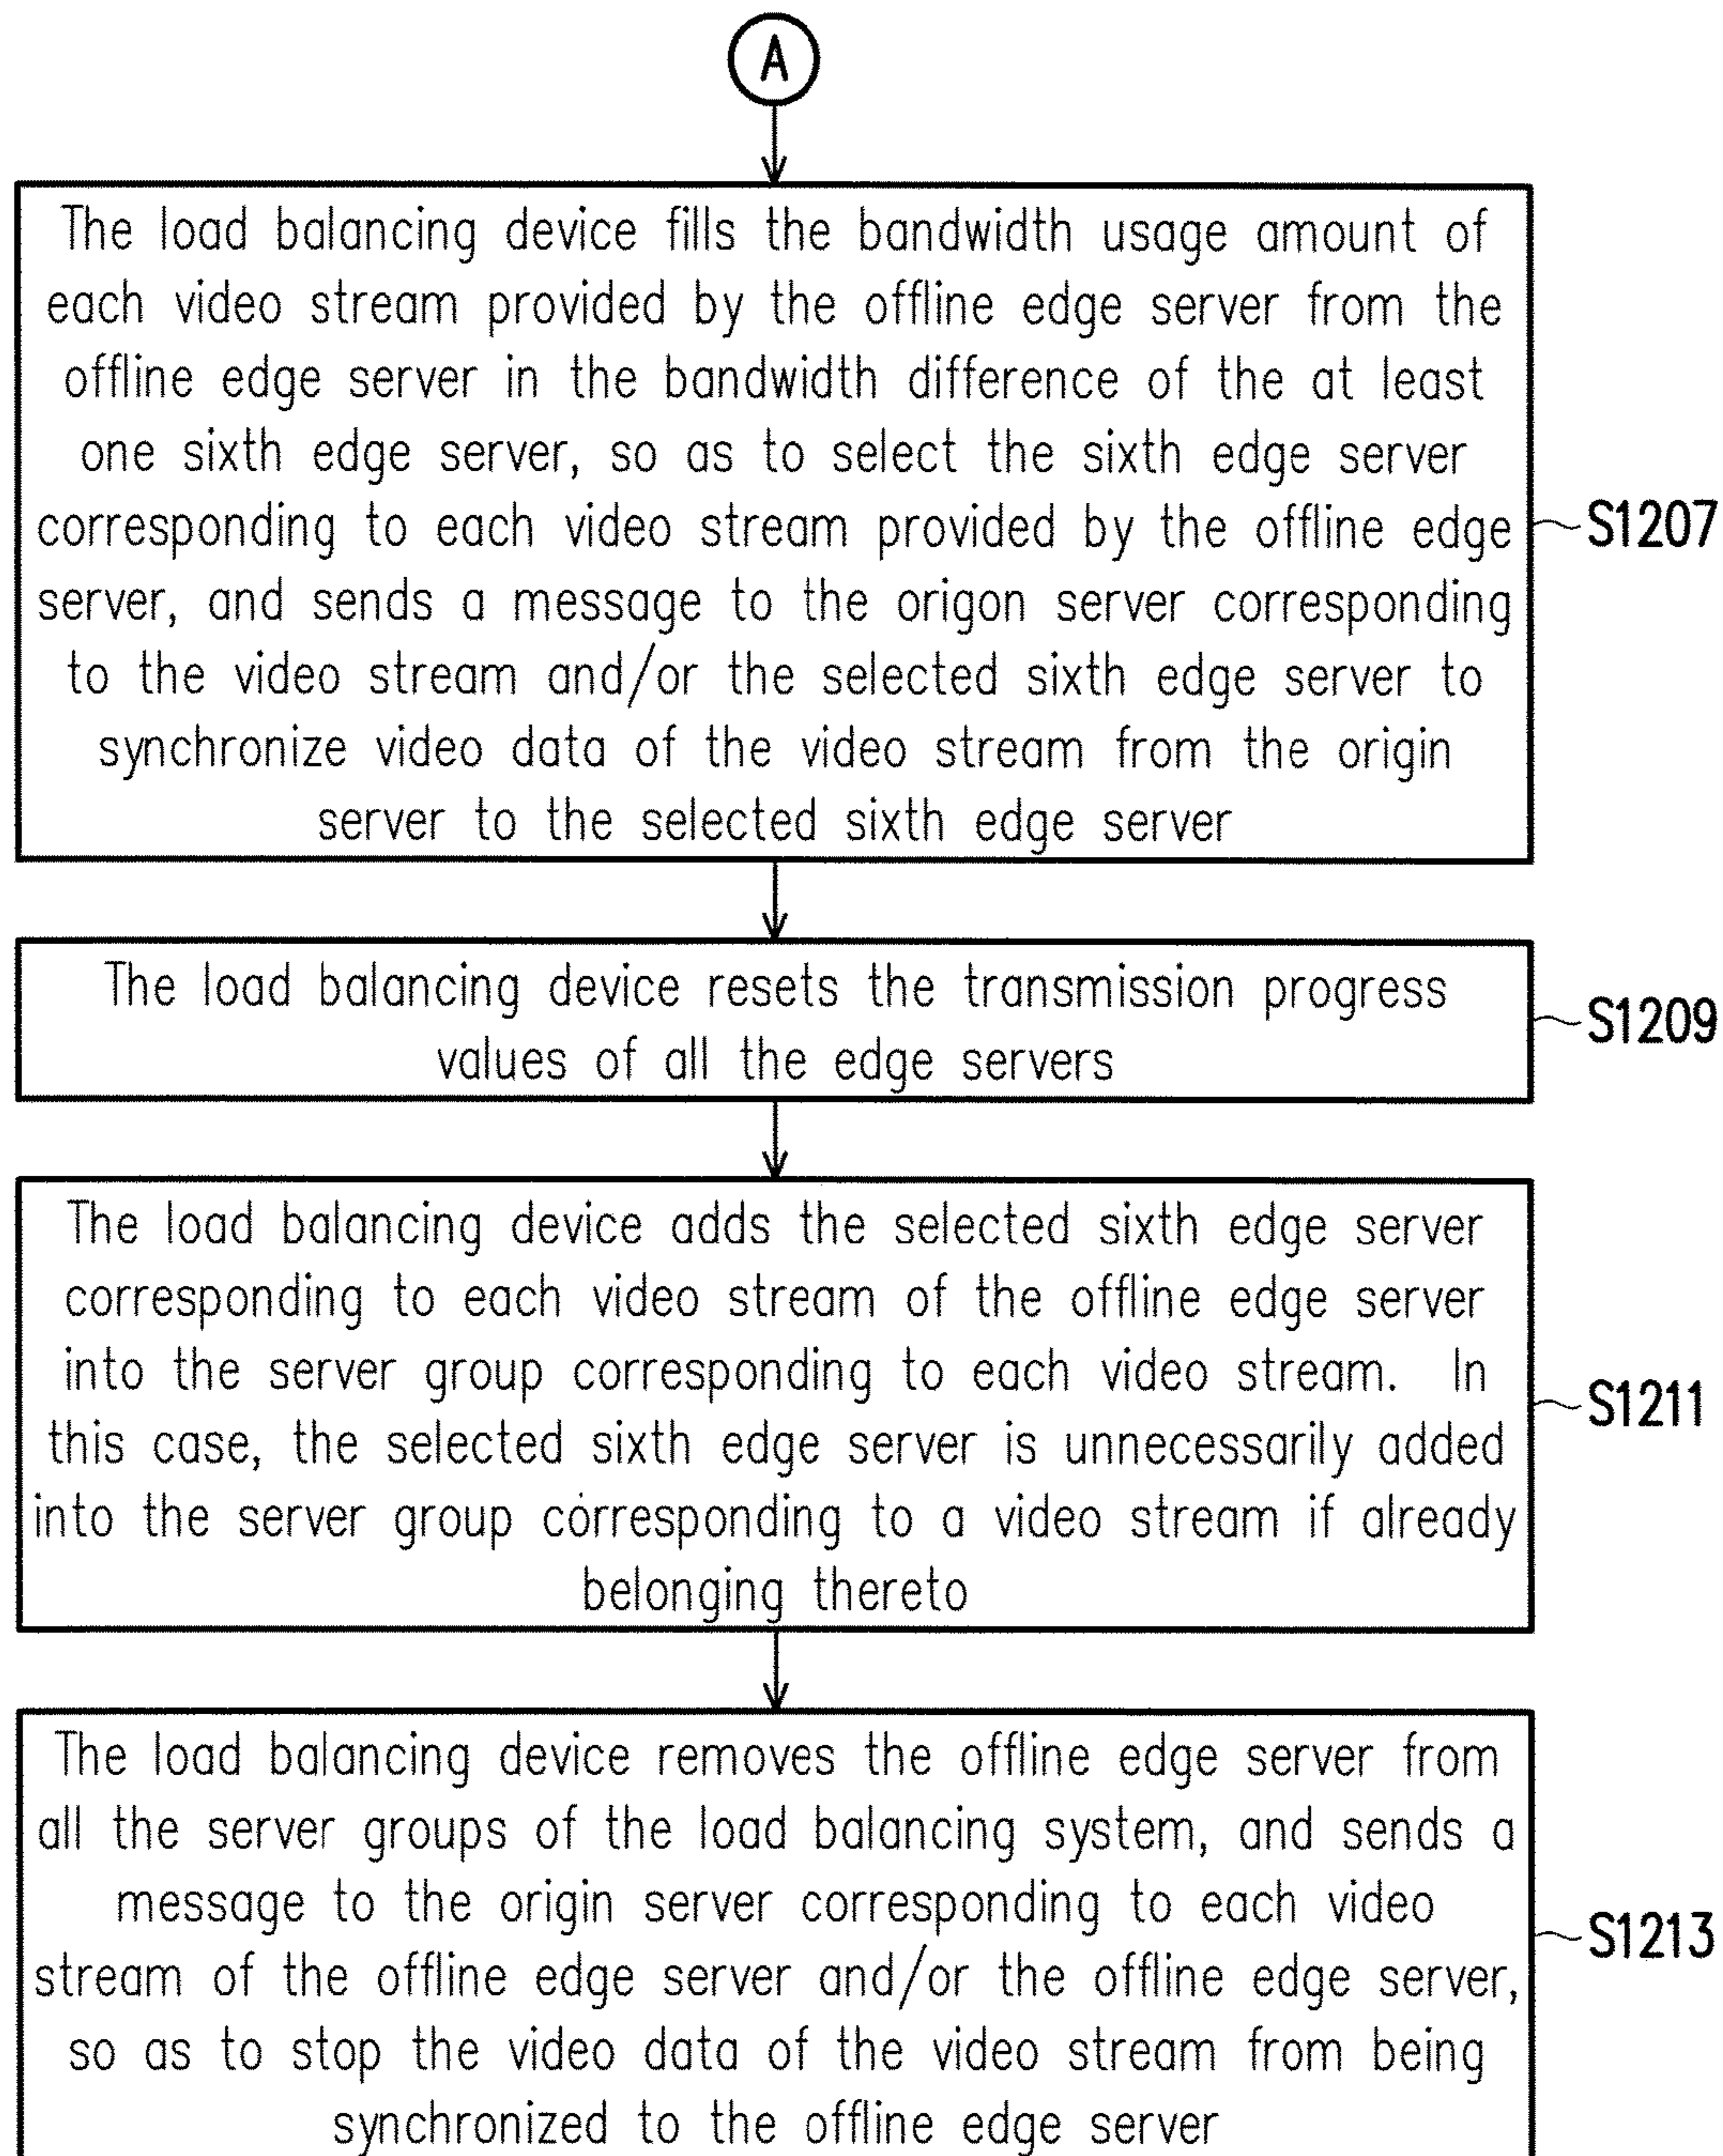 A
The load balancing device fills the bandwidth usage amount of
each video stream provided by the offline edge server from the
offline edge server in the bandwidth difference of the at least
one sixth edge server, so as to select the sixth edge server
corresponding to each video stream provided by the offline edge
server, and sends a message to the origon server corresponding
to the video stream and/or the selected sixth edge server to
synchronize video data of the video stream from the origin
server to the selected sixth edge server
S1207
The load balancing device resets the transmission progress
values of all the edge servers
S1209
The load balancing device adds the selected sixth edge server
corresponding to each video stream of the offline edge server
into the server group corresponding to each video stream. In
this case, the selected sixth edge server is unnecessarily added
into the server group corresponding to a video stream if already
belonging thereto
S1211
The load balancing device removes the offline edge server from
all the server groups of the load balancing system, and sends a
message to the origin server corresponding to each video
stream of the offline edge server and/or the offline edge server,
so as to stop the video data of the video stream from being
synchronized to the offline edge server
S1213